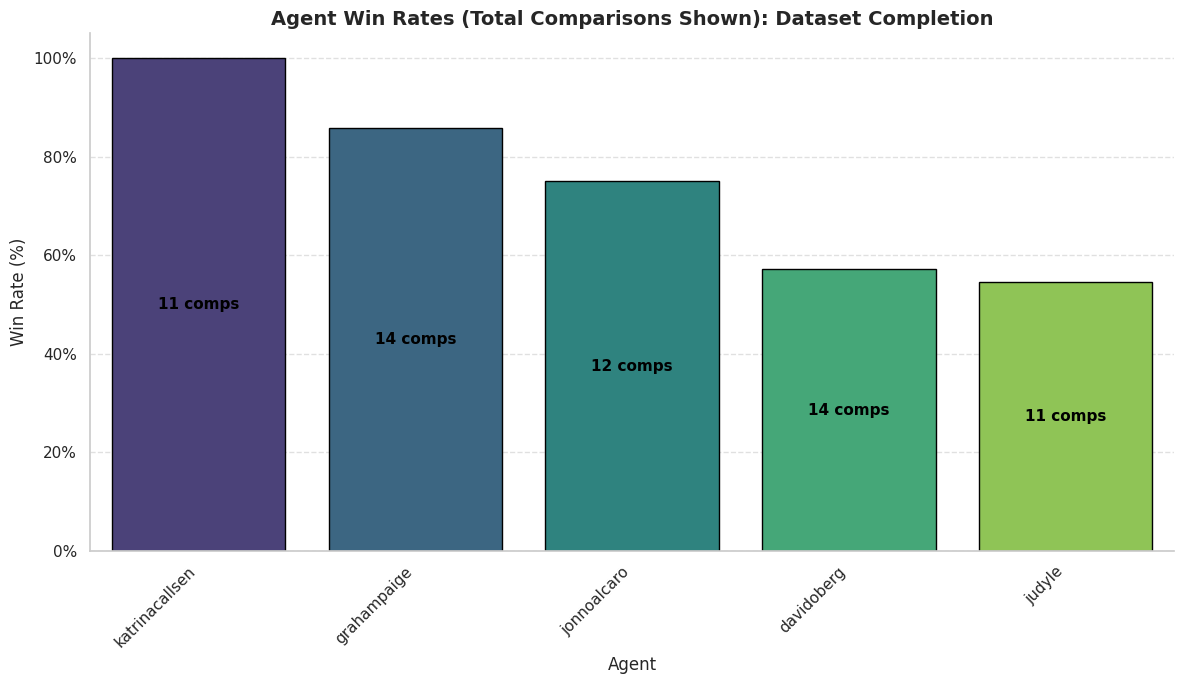 Agent Win Rates (Total Comparisons Shown): Dataset Completion
Win Rate (%)
100%
80%
60%
40%
20%
0%
11 comps
14 comps
12 comps
14 comps
11 comps
katrinacallsen
grahampaige
jonnoalcaro
davidoberg
judyle
Agent